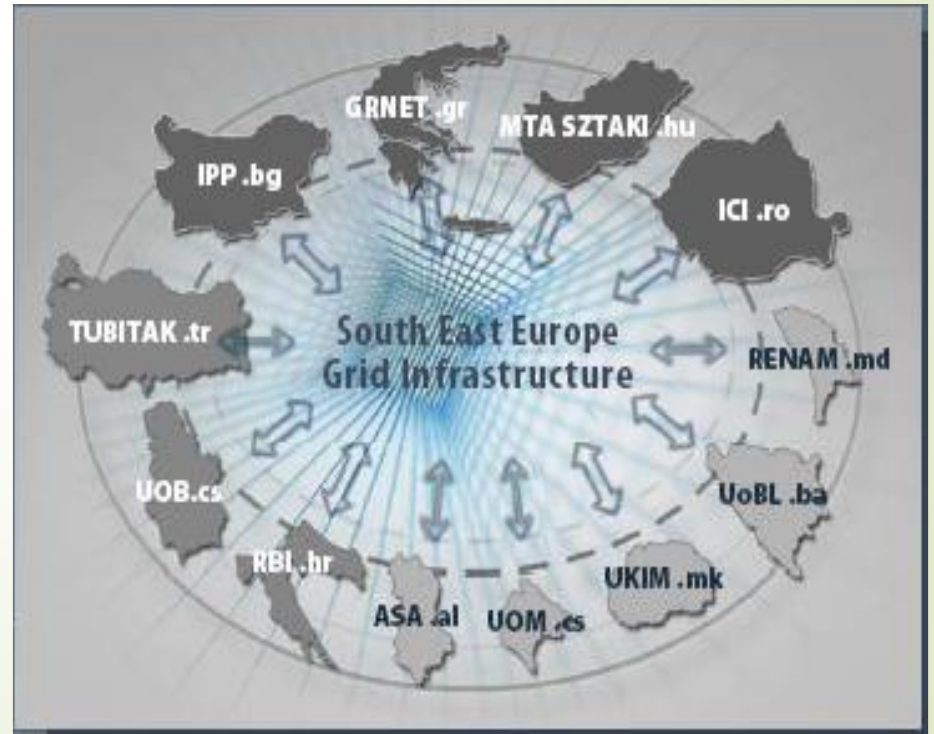 GRNET .gr
MTA SZTAKI .hu
IPP .bg
ICI .ro
TUBITAK .tr
South East Europe
Grid Infrastructure
RENAM .md
UOB.cs
UoBL .ba
RBI .hr
UKIM .mk
ASA .al
UOM .cs